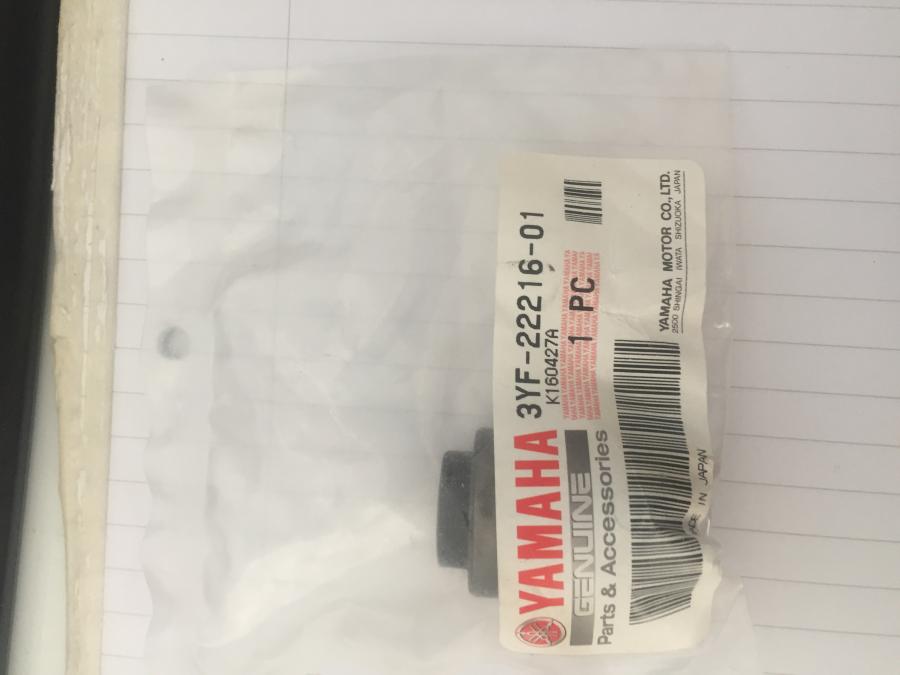 YAMAHA 3YF-22216-01
K160427A
GENUINE
1 PC
Parts & Accessories
YAMAHA MOTOR CO., LTD.
2500 SHINGAI IWATA SHIZUOKA JAPAN
IN JAPAN